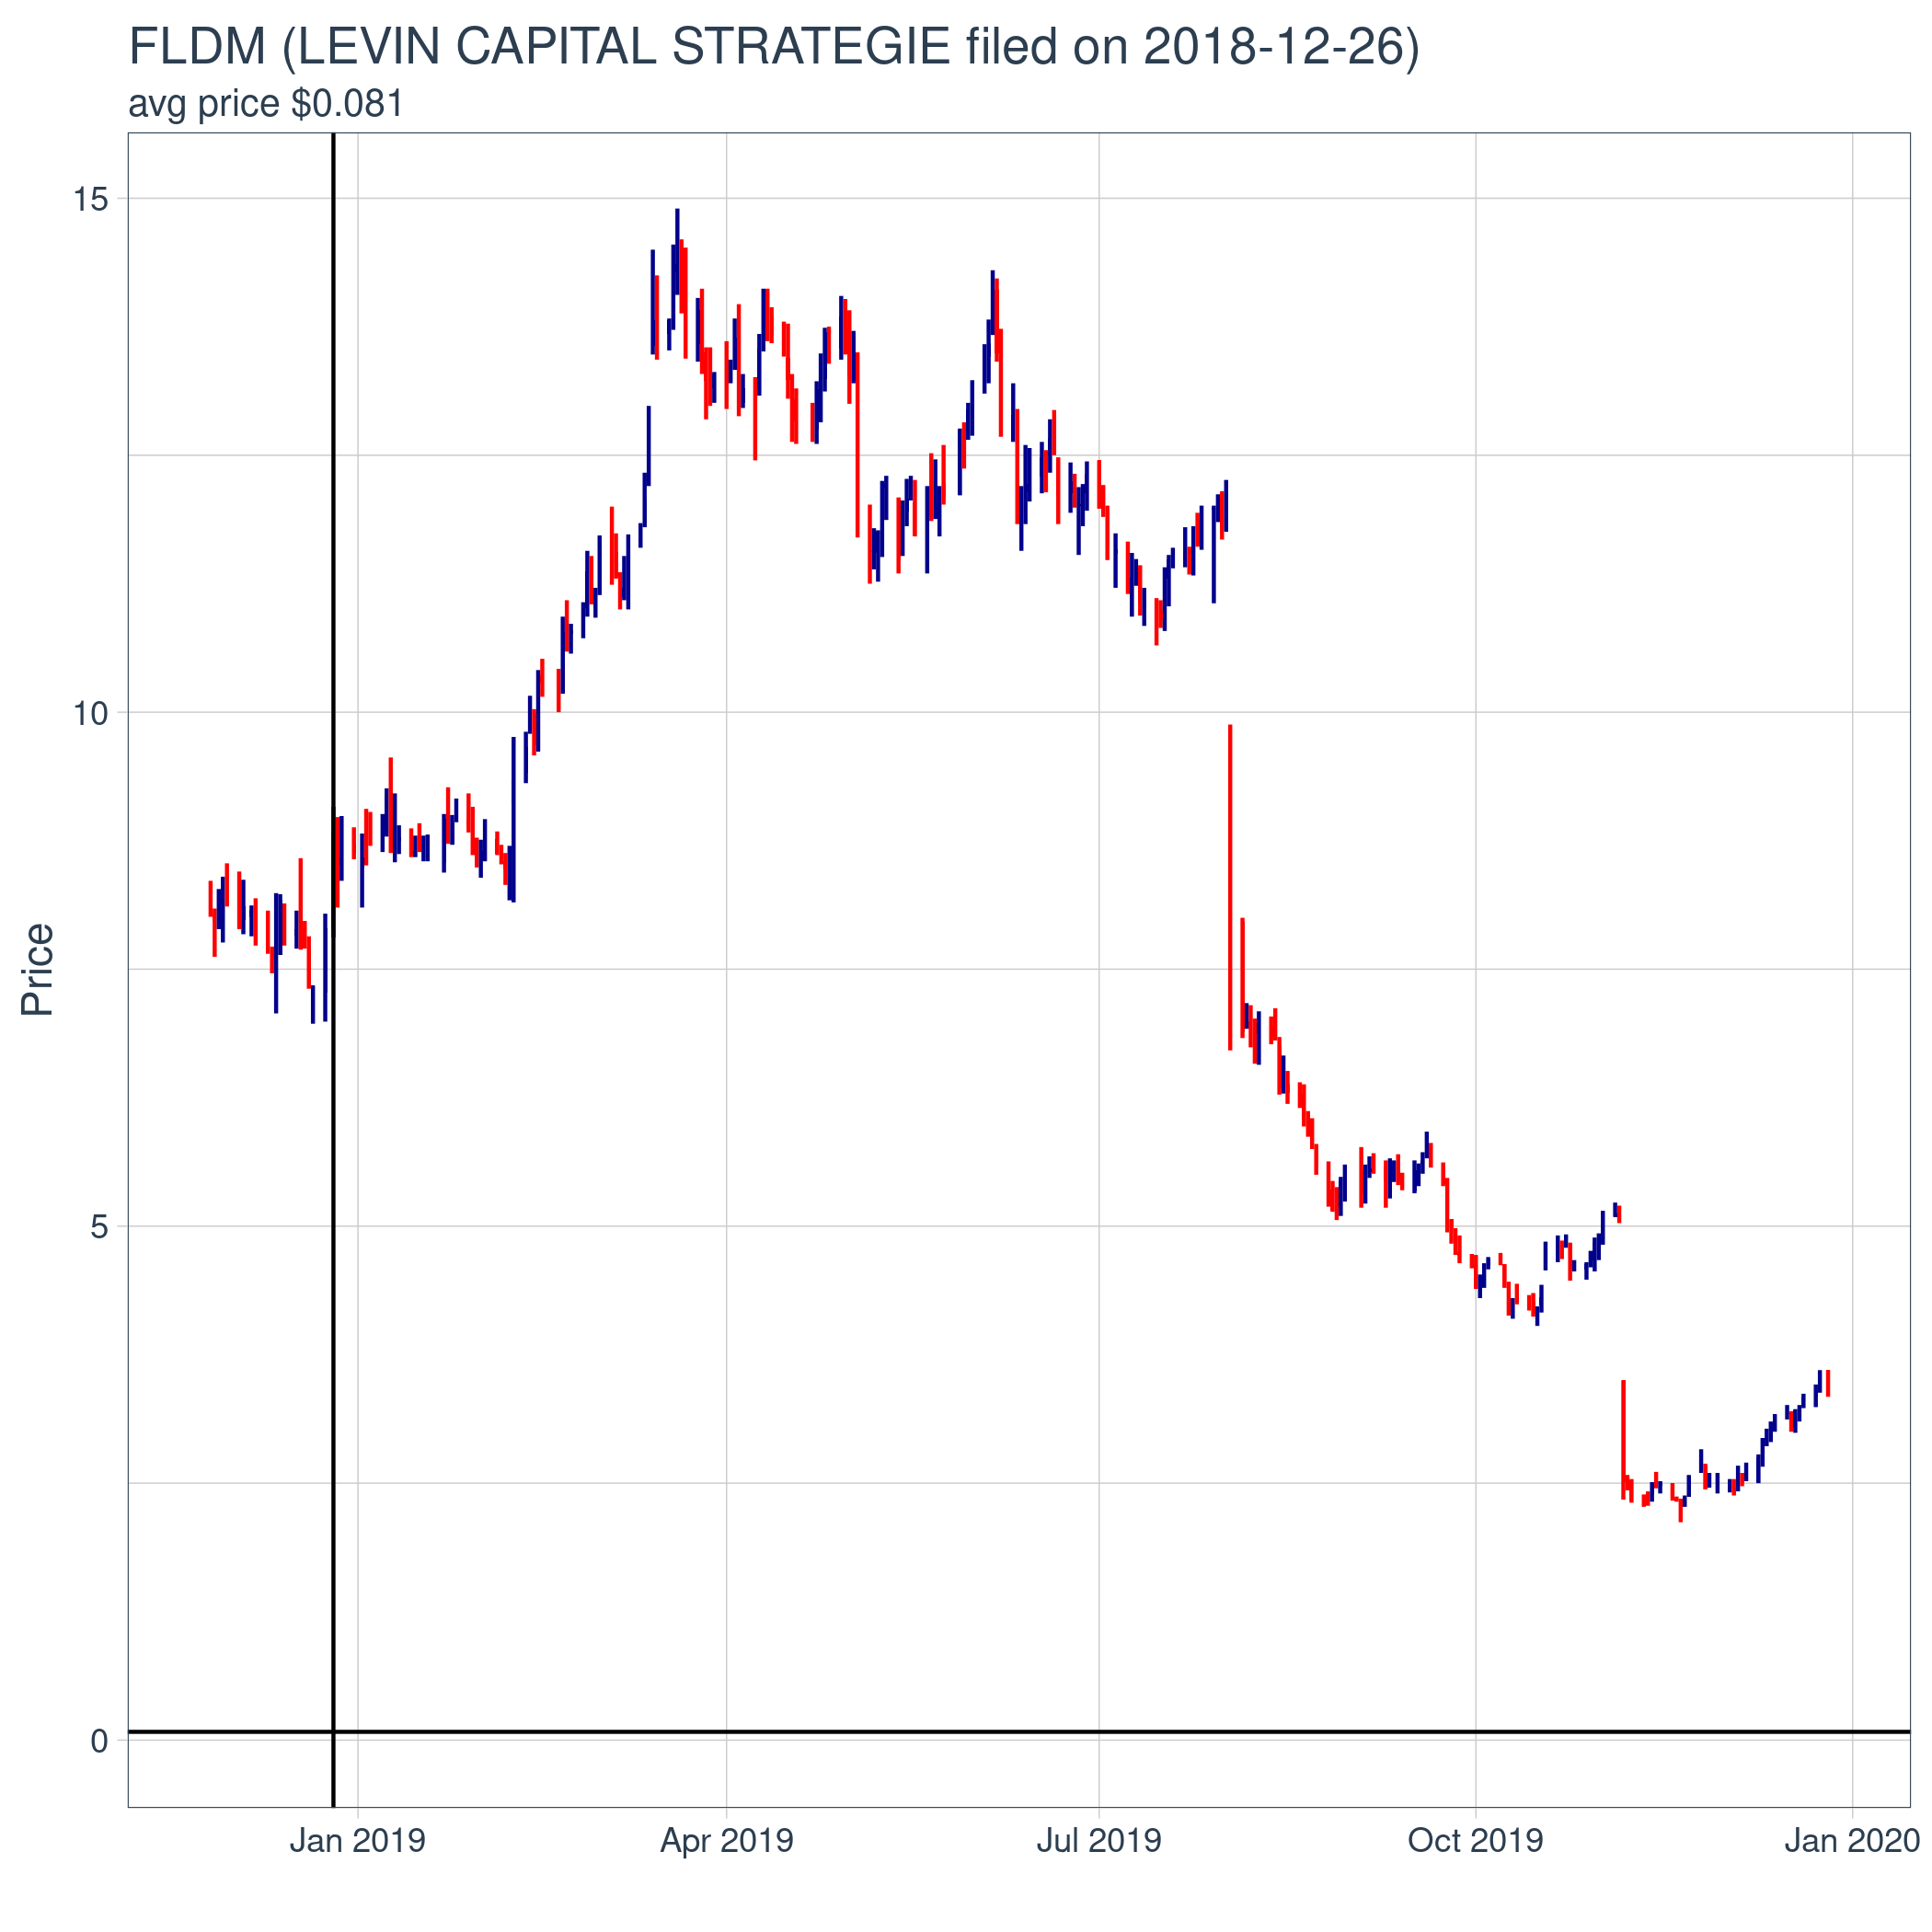 FLDM (LEVIN CAPITAL STRATEGIE filed on 2018-12-26)
avg price $0.081
15
10
5
0
Price
Jan 2019
Apr 2019
Jul 2019
Oct 2019
Jan 2020